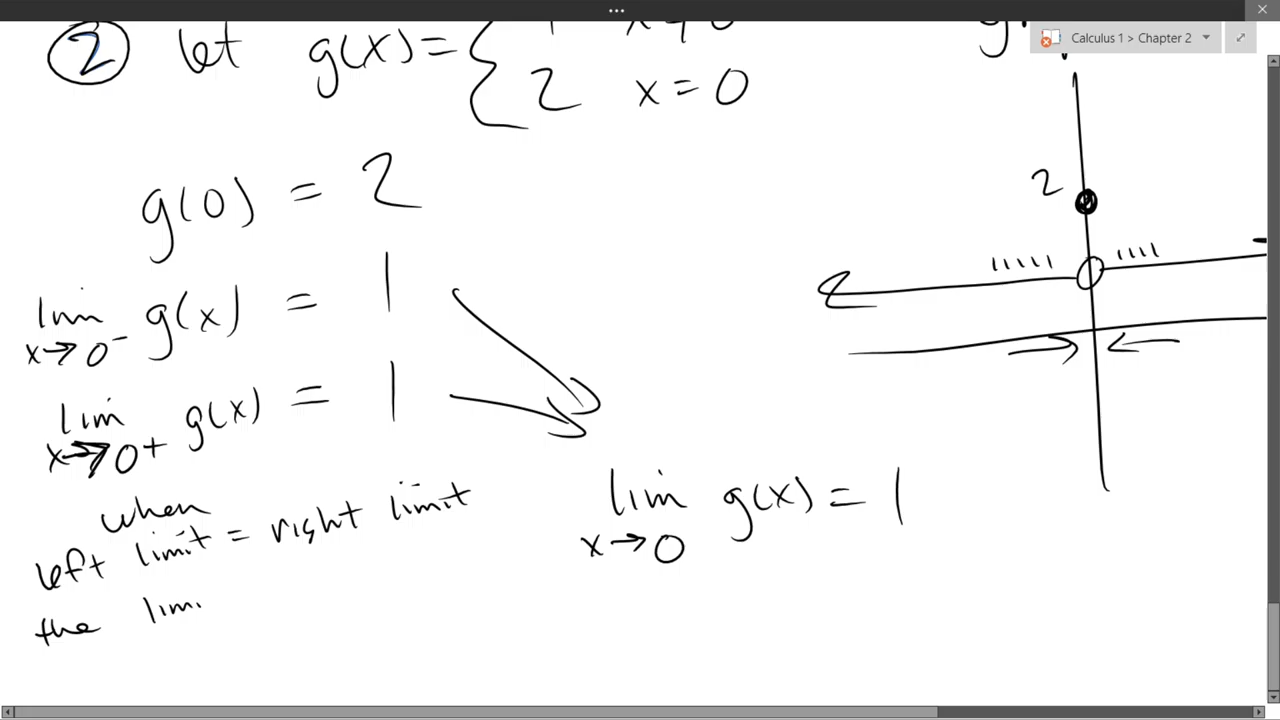 ...
Calculus 1 > Chapter 2
② let g(x) = {
2 x = 0
g(0) = 2
2
lim g(x) = 1
x→0⁻
lim g(x) = 1
x→0+
when
left limit = right limit
the lim
lim g(x) = 1
x→0